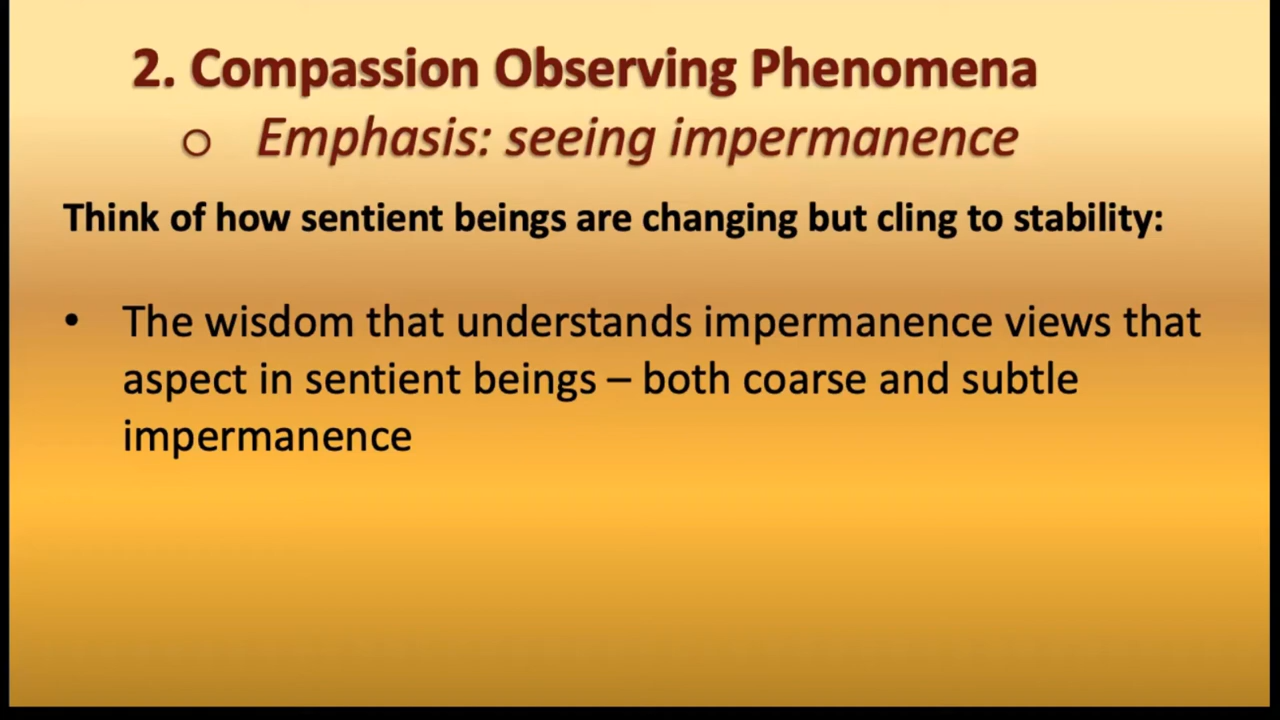 2. Compassion Observing Phenomena
o Emphasis: seeing impermanence
Think of how sentient beings are changing but cling to stability:
• The wisdom that understands impermanence views that
aspect in sentient beings – both coarse and subtle
impermanence